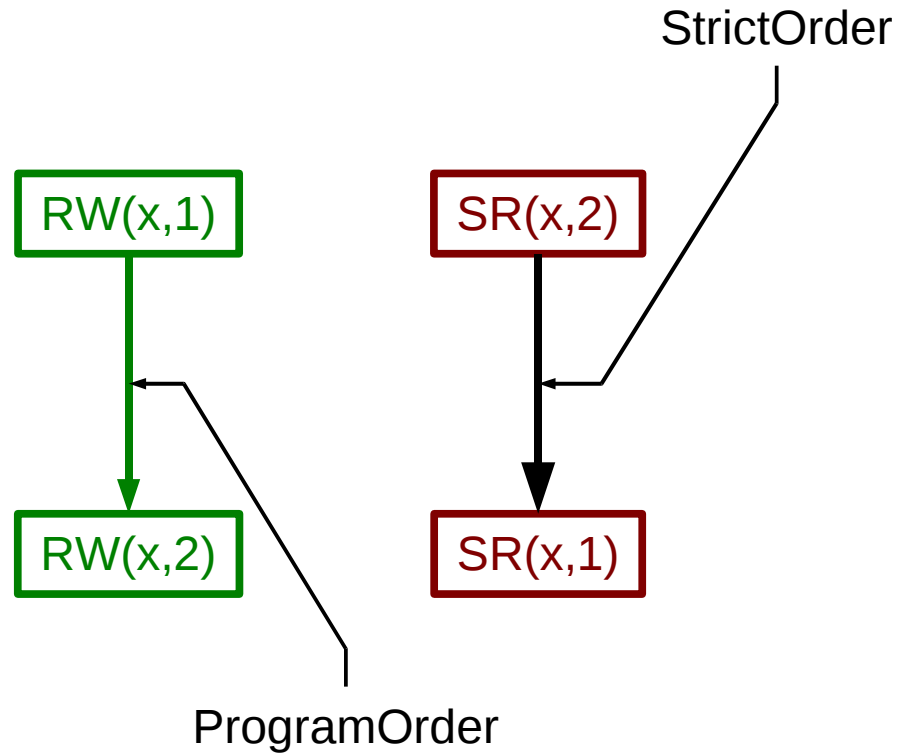 StrictOrder
RW(x,1)
SR(x,2)
RW(x,2)
SR(x,1)
ProgramOrder